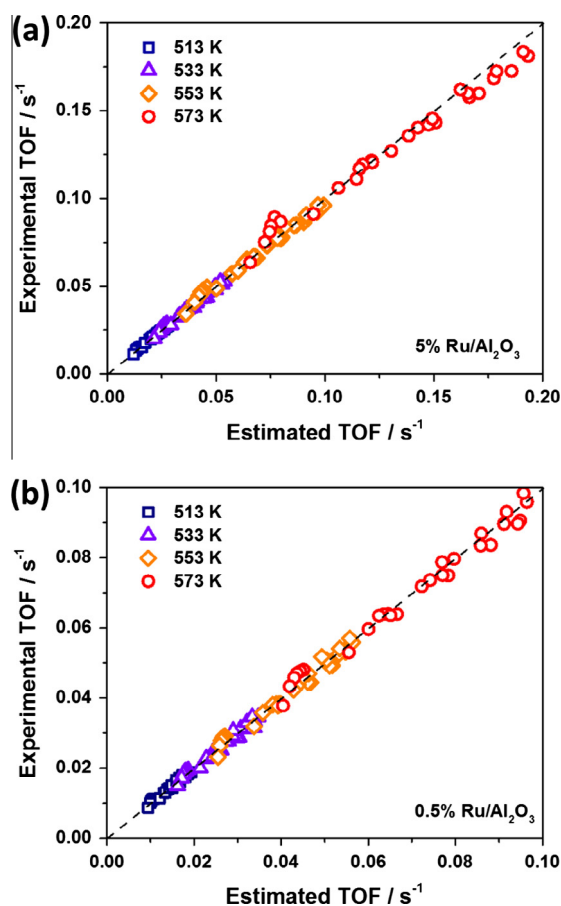 (a)
0.20
0.15
0.10
0.05
0.00
Experimental TOF / s⁻¹
513 K
533 K
553 K
573 K
5% Ru/Al₂O₃
0.00 0.05 0.10 0.15 0.20
Estimated TOF / s⁻¹
(b)
0.10
0.08
0.06
0.04
0.02
0.00
Experimental TOF / s⁻¹
513 K
533 K
553 K
573 K
0.5% Ru/Al₂O₃
0.00 0.02 0.04 0.06 0.08 0.10
Estimated TOF / s⁻¹